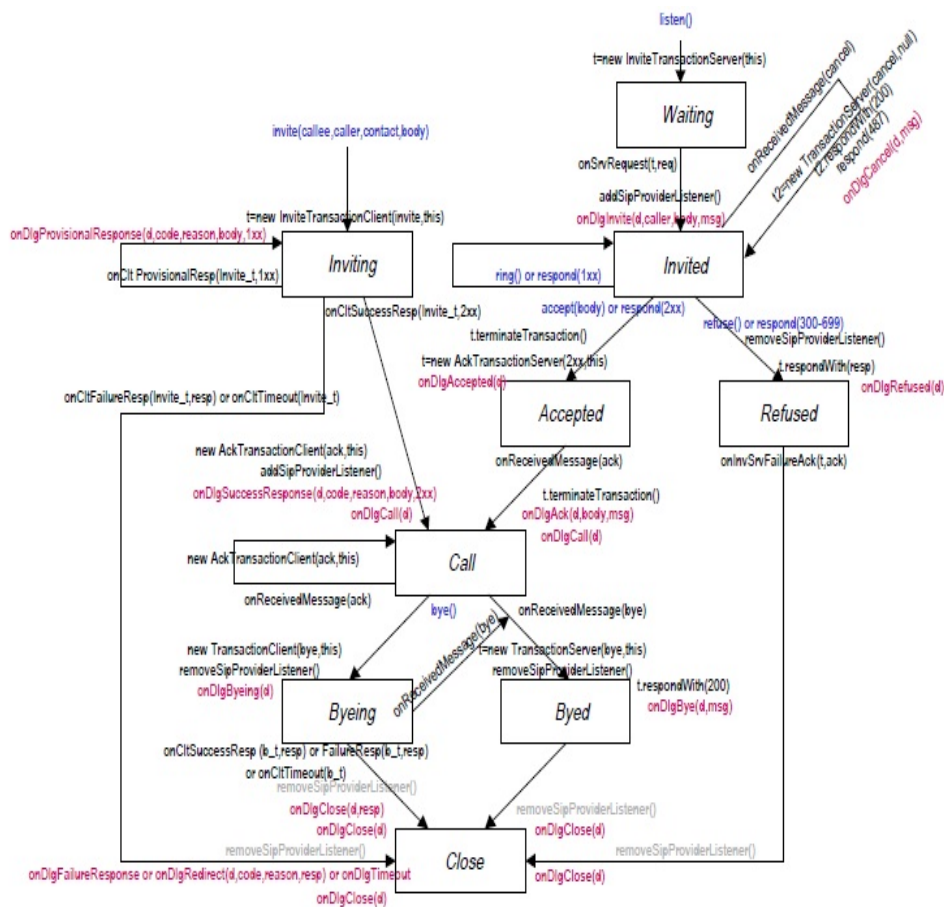 listen()
t=new InviteTransactionServer(this)
Waiting
onReceivedMessage(cancel)
t2=new TransactionServer(cancel,null)
t2.respondWith(200)
respond(487)
onDlgCancel(d,msg)
invite(callee,caller,contact,body)
onSrvRequest(t,req)
addSipProviderListener()
onDlgInvite(d,caller,body,msg)
t=new InviteTransactionClient(invite,this)
onDlgProvisionalResponse(d,code,reason,body,1xx)
Inviting
onClt ProvisionalResp(Invite_t,1xx)
Invited
ring() or respond(1xx)
onCltSuccessResp(Invite_t,2xx)
accept(body) or respond(2xx)
refuse() or respond(300-699)
t.terminateTransaction()
removeSipProviderListener()
t=new AckTransactionServer(2xx,this)
onDlgAccepted(d)
t.respondWith(resp)
onDlgRefused(d)
onCltFailureResp(Invite_t,resp) or onCltTimeout(Invite_t)
Accepted
Refused
new AckTransactionClient(ack,this)
addSipProviderListener()
onDlgSuccessResponse(d,code,reason,body,2xx)
onDlgCall(d)
onReceivedMessage(ack)
onInvSrvFailureAck(t,ack)
t.terminateTransaction()
onDlgAck(d,body,msg)
onDlgCall(d)
new AckTransactionClient(ack,this)
Call
onReceivedMessage(ack)
bye()
onReceivedMessage(bye)
onReceivedMessage(bye)
new TransactionClient(bye,this)
removeSipProviderListener()
onDlgByeing(d)
t=new TransactionServer(bye,this)
removeSipProviderListener()
t.respondWith(200)
onDlgBye(d,msg)
Byeing
Byed
onCltSuccessResp (b_t,resp) or FailureResp(b_t,resp)
or onCltTimeout(b_t)
removeSipProviderListener()
onDlgClose(d,resp)
onDlgClose(d)
removeSipProviderListener()
onDlgClose(d)
removeSipProviderListener()
Close
removeSipProviderListener()
onDlgFailureResponse or onDlgRedirect(d,code,reason,resp) or onDlgTimeout
onDlgClose(d)
onDlgClose(d)